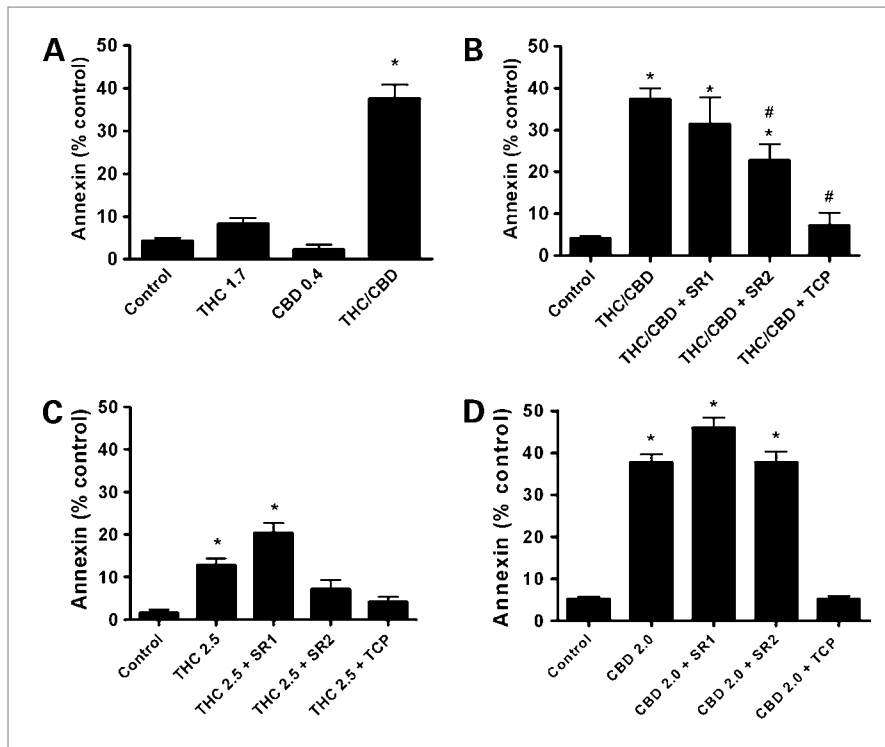 A
Annexin (% control)
50
40
30
20
10
0
*
Control
THC 1.7
CBD 0.4
THC/CBD
B
Annexin (% control)
50
40
30
20
10
0
*
*
#
*
#
Control
THC/CBD
THC/CBD + SR1
THC/CBD + SR2
THC/CBD + TCP
C
Annexin (% control)
50
40
30
20
10
0
*
*
Control
THC 2.5
THC 2.5 + SR1
THC 2.5 + SR2
THC 2.5 + TCP
D
Annexin (% control)
50
40
30
20
10
0
*
*
*
Control
CBD 2.0
CBD 2.0 + SR1
CBD 2.0 + SR2
CBD 2.0 + TCP